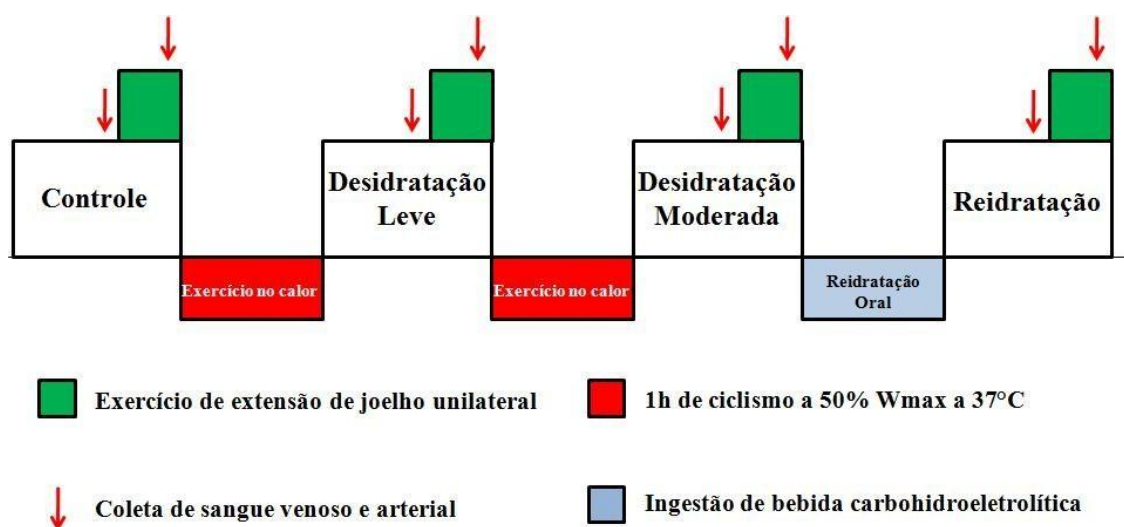 Controle
Desidratação
Leve
Desidratação
Moderada
Reidratação
Exercício no calor
Exercício no calor
Reidratação
Oral
Exercício de extensão de joelho unilateral
1h de ciclismo a 50% Wmax a 37°C
Coleta de sangue venoso e arterial
Ingestão de bebida carbohidroeletrolítica